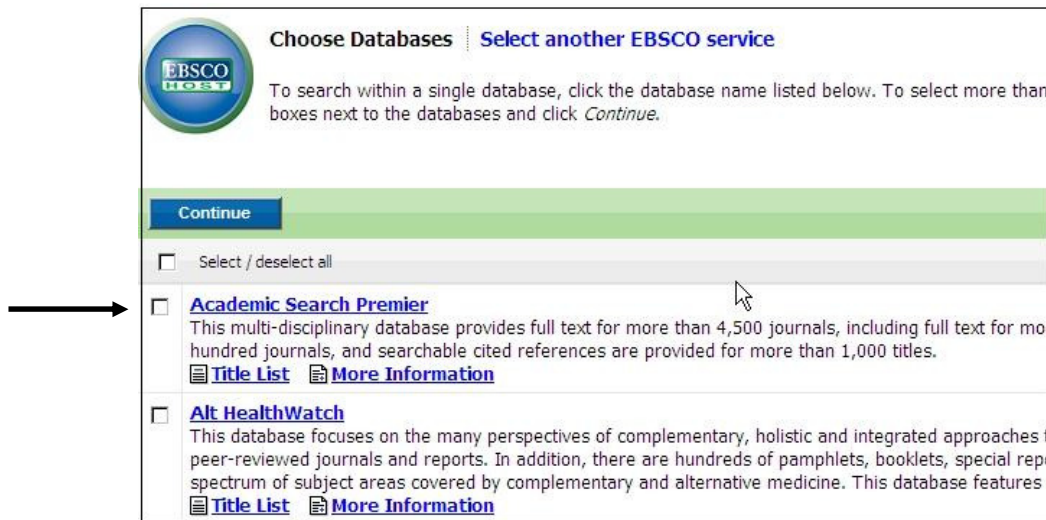 Choose Databases Select another EBSCO service
EBSCO
HOST
To search within a single database, click the database name listed below. To select more than
boxes next to the databases and click Continue.
Continue
Select / deselect all
Academic Search Premier
This multi-disciplinary database provides full text for more than 4,500 journals, including full text for mo
hundred journals, and searchable cited references are provided for more than 1,000 titles.
Title List More Information
Alt HealthWatch
This database focuses on the many perspectives of complementary, holistic and integrated approaches
peer-reviewed journals and reports. In addition, there are hundreds of pamphlets, booklets, special rep
spectrum of subject areas covered by complementary and alternative medicine. This database features
Title List More Information